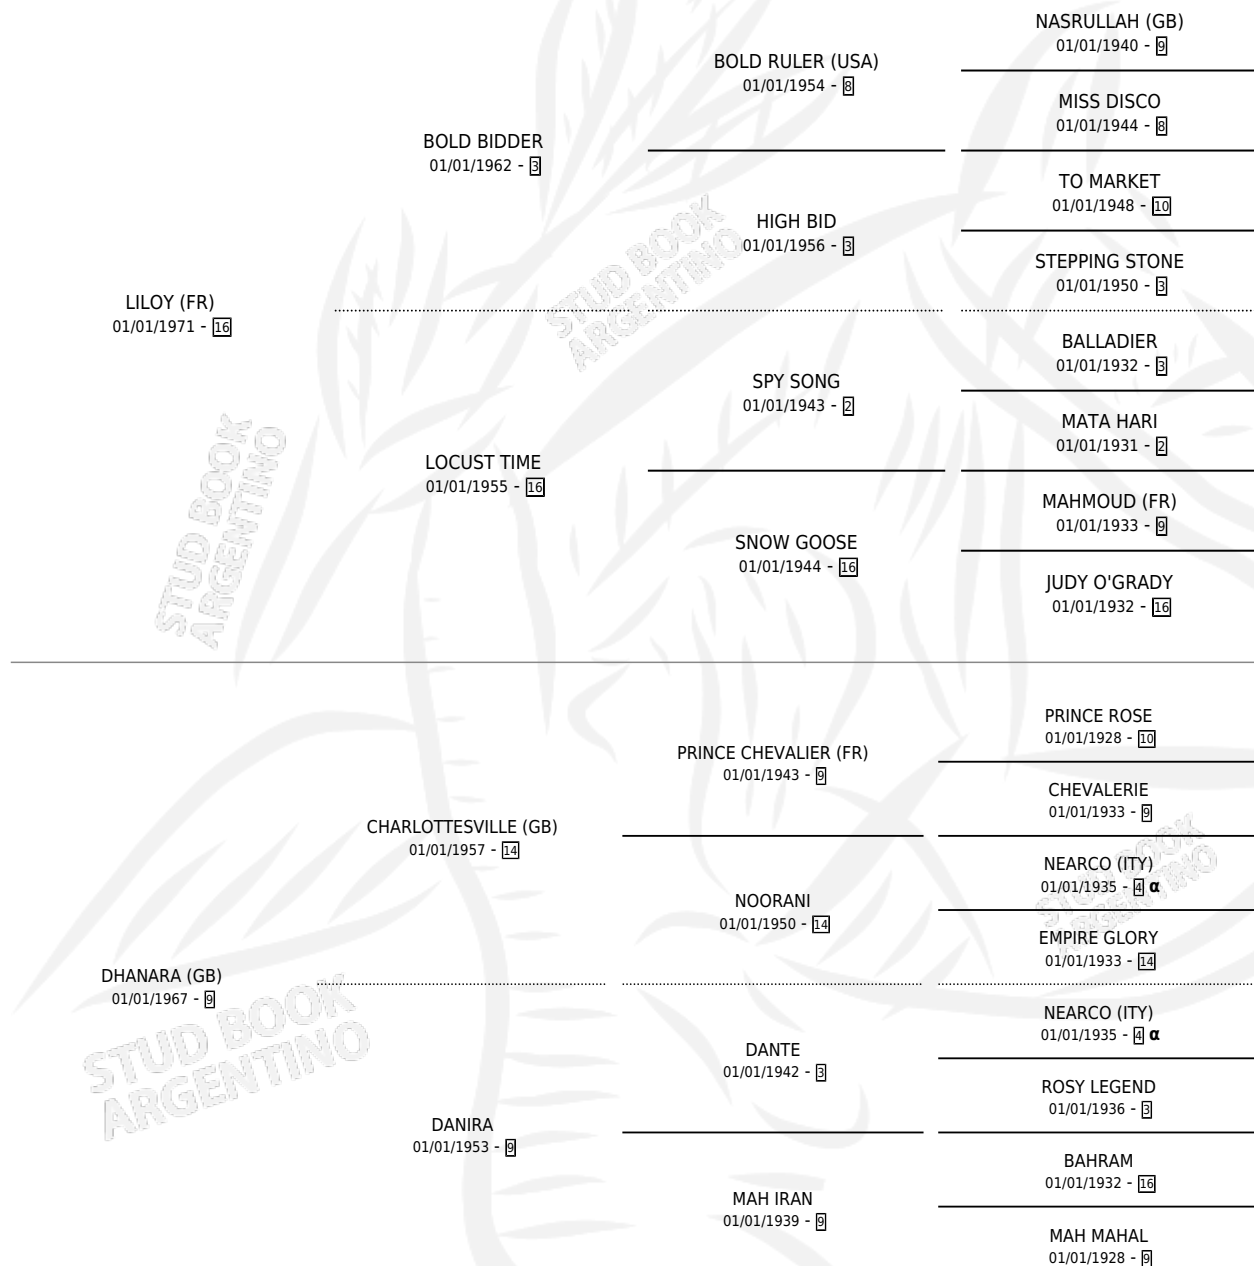 LILOY (FR)
01/01/1971 - 16
BOLD BIDDER
01/01/1962 - 3
LOCUST TIME
01/01/1955 - 16
BOLD RULER (USA)
01/01/1954 - 8
HIGH BID
01/01/1956 - 3
SPY SONG
01/01/1943 - 2
SNOW GOOSE
01/01/1944 - 16
NASRULLAH (GB)
01/01/1940 - 9
MISS DISCO
01/01/1944 - 8
TO MARKET
01/01/1948 - 10
STEPPING STONE
01/01/1950 - 3
BALLADIER
01/01/1932 - 3
MATA HARI
01/01/1931 - 2
MAHMOUD (FR)
01/01/1933 - 9
JUDY O'GRADY
01/01/1932 - 16
STUD BOOK
ARGENTINO
STUD BOOK
ARGENTINO
DHANARA (GB)
01/01/1967 - 9
CHARLOTTESVILLE (GB)
01/01/1957 - 14
DANIRA
01/01/1953 - 9
PRINCE CHEVALIER (FR)
01/01/1943 - 9
NOORANI
01/01/1950 - 14
DANTE
01/01/1942 - 3
MAH IRAN
01/01/1939 - 9
PRINCE ROSE
01/01/1928 - 10
CHEVALERIE
01/01/1933 - 9
NEARCO (ITY)
01/01/1935 - 4 α
EMPIRE GLORY
01/01/1933 - 14
NEARCO (ITY)
01/01/1935 - 4 α
ROSY LEGEND
01/01/1936 - 3
BAHRAM
01/01/1932 - 16
MAH MAHAL
01/01/1928 - 9
STUD BOOK
ARGENTINO
STUD BOOK
ARGENTINO